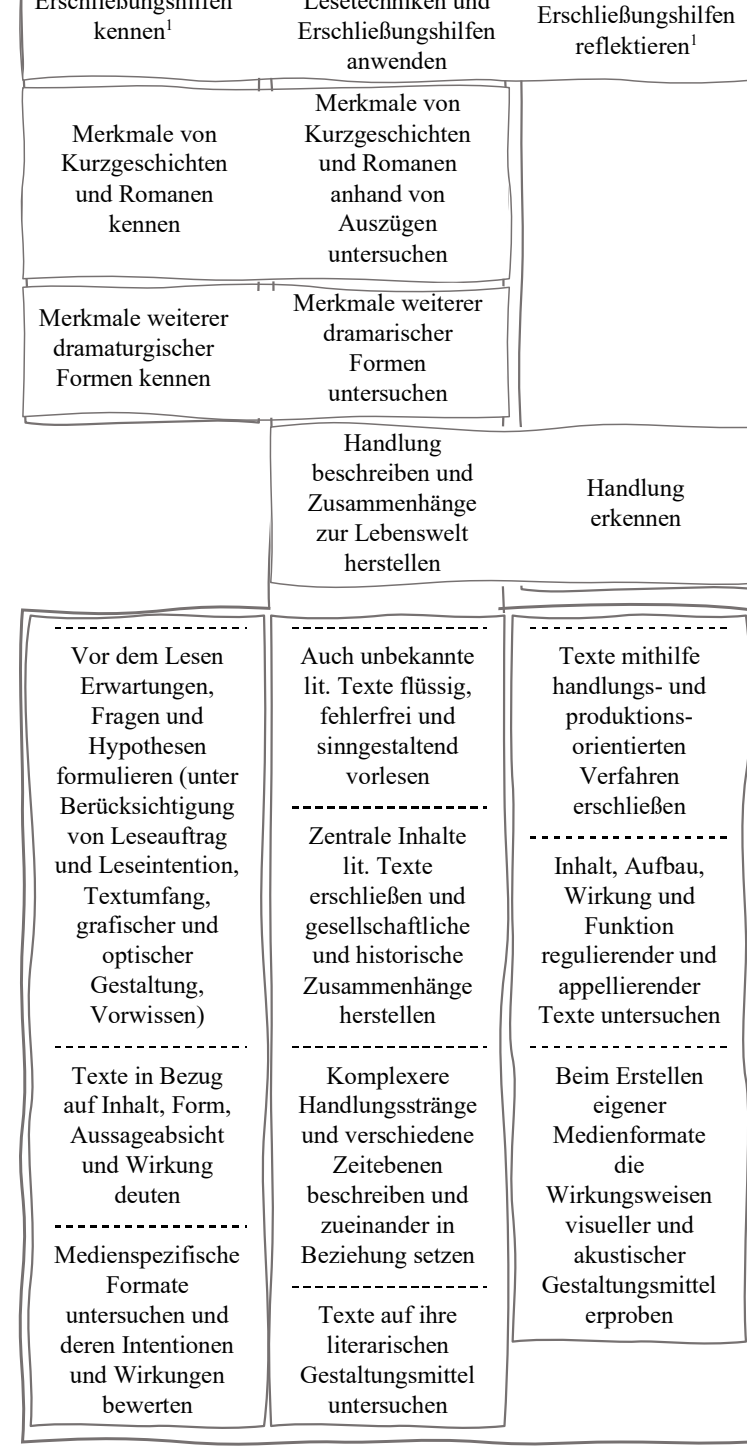 Erschließungshilfen
kennen¹
Lesetechniken und
Erschließungshilfen
anwenden
Erschließungshilfen
reflektieren¹
Merkmale von
Kurzgeschichten
und Romanen
kennen
Merkmale von
Kurzgeschichten
und Romanen
anhand von
Auszügen
untersuchen
Merkmale weiterer
dramaturgischer
Formen kennen
Merkmale weiterer
dramarischer
Formen
untersuchen
Handlung
beschreiben und
Zusammenhänge
zur Lebenswelt
herstellen
Handlung
erkennen
Vor dem Lesen
Erwartungen,
Fragen und
Hypothesen
formulieren (unter
Berücksichtigung
von Leseauftrag
und Leseintention,
Textumfang,
grafischer und
optischer
Gestaltung,
Vorwissen)
Texte in Bezug
auf Inhalt, Form,
Aussageabsicht
und Wirkung
deuten
Medienspezifische
Formate
untersuchen und
deren Intentionen
und Wirkungen
bewerten
Auch unbekannte
lit. Texte flüssig,
fehlerfrei und
sinngestaltend
vorlesen
Zentrale Inhalte
lit. Texte
erschließen und
gesellschaftliche
und historische
Zusammenhänge
herstellen
Komplexere
Handlungsstränge
und verschiedene
Zeitebenen
beschreiben und
zueinander in
Beziehung setzen
Texte auf ihre
literarischen
Gestaltungsmittel
untersuchen
Texte mithilfe
handlungs- und
produktions-
orientierten
Verfahren
erschließen
Inhalt, Aufbau,
Wirkung und
Funktion
regulierender und
appellierender
Texte untersuchen
Beim Erstellen
eigener
Medienformate
die
Wirkungsweisen
visueller und
akustischer
Gestaltungsmittel
erproben